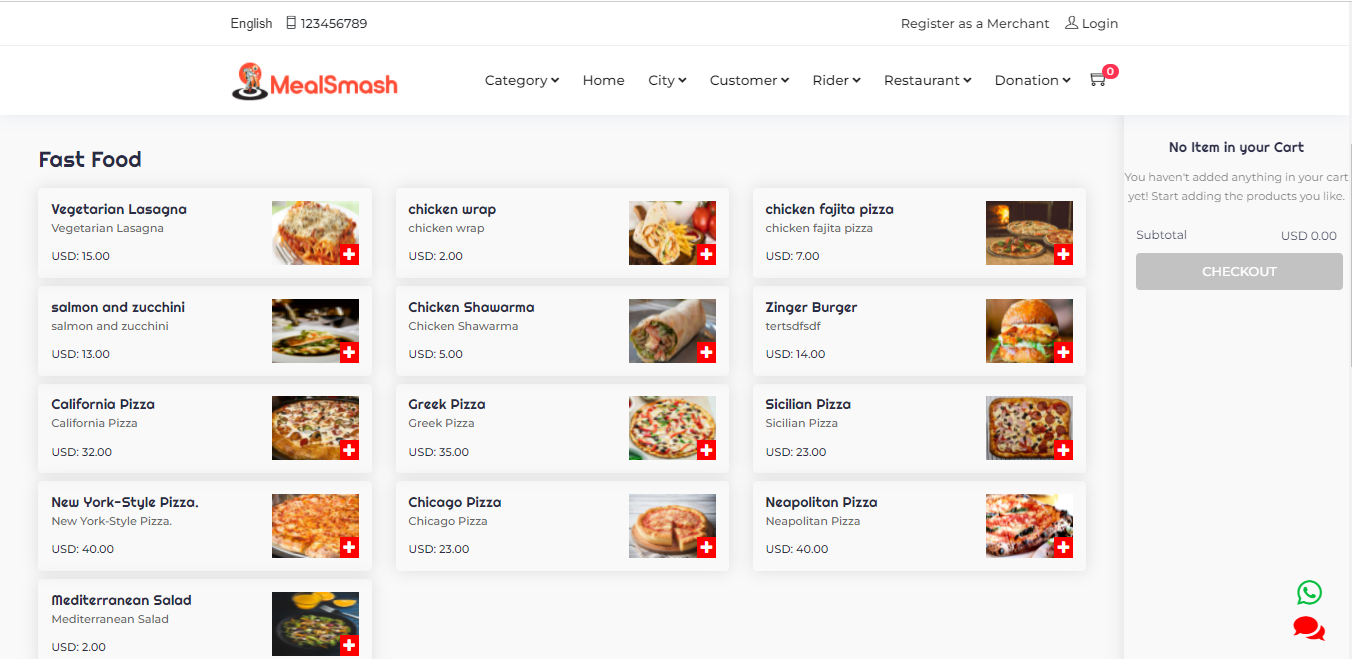 English 123456789 Register as a Merchant Login
MealSmash Category Home City Customer Rider Restaurant Donation 0
Fast Food
Vegetarian Lasagna
Vegetarian Lasagna
USD: 15.00
chicken wrap
chicken wrap
USD: 2.00
chicken fajita pizza
chicken fajita pizza
USD: 7.00
salmon and zucchini
salmon and zucchini
USD: 13.00
Chicken Shawarma
Chicken Shawarma
USD: 5.00
Zinger Burger
tertsdfsdf
USD: 14.00
California Pizza
California Pizza
USD: 32.00
Greek Pizza
Greek Pizza
USD: 35.00
Sicilian Pizza
Sicilian Pizza
USD: 23.00
New York-Style Pizza.
New York-Style Pizza.
USD: 40.00
Chicago Pizza
Chicago Pizza
USD: 23.00
Neapolitan Pizza
Neapolitan Pizza
USD: 40.00
Mediterranean Salad
Mediterranean Salad
USD: 2.00
No Item in your Cart
You haven't added anything in your cart
yet! Start adding the products you like.
Subtotal USD 0.00
CHECKOUT